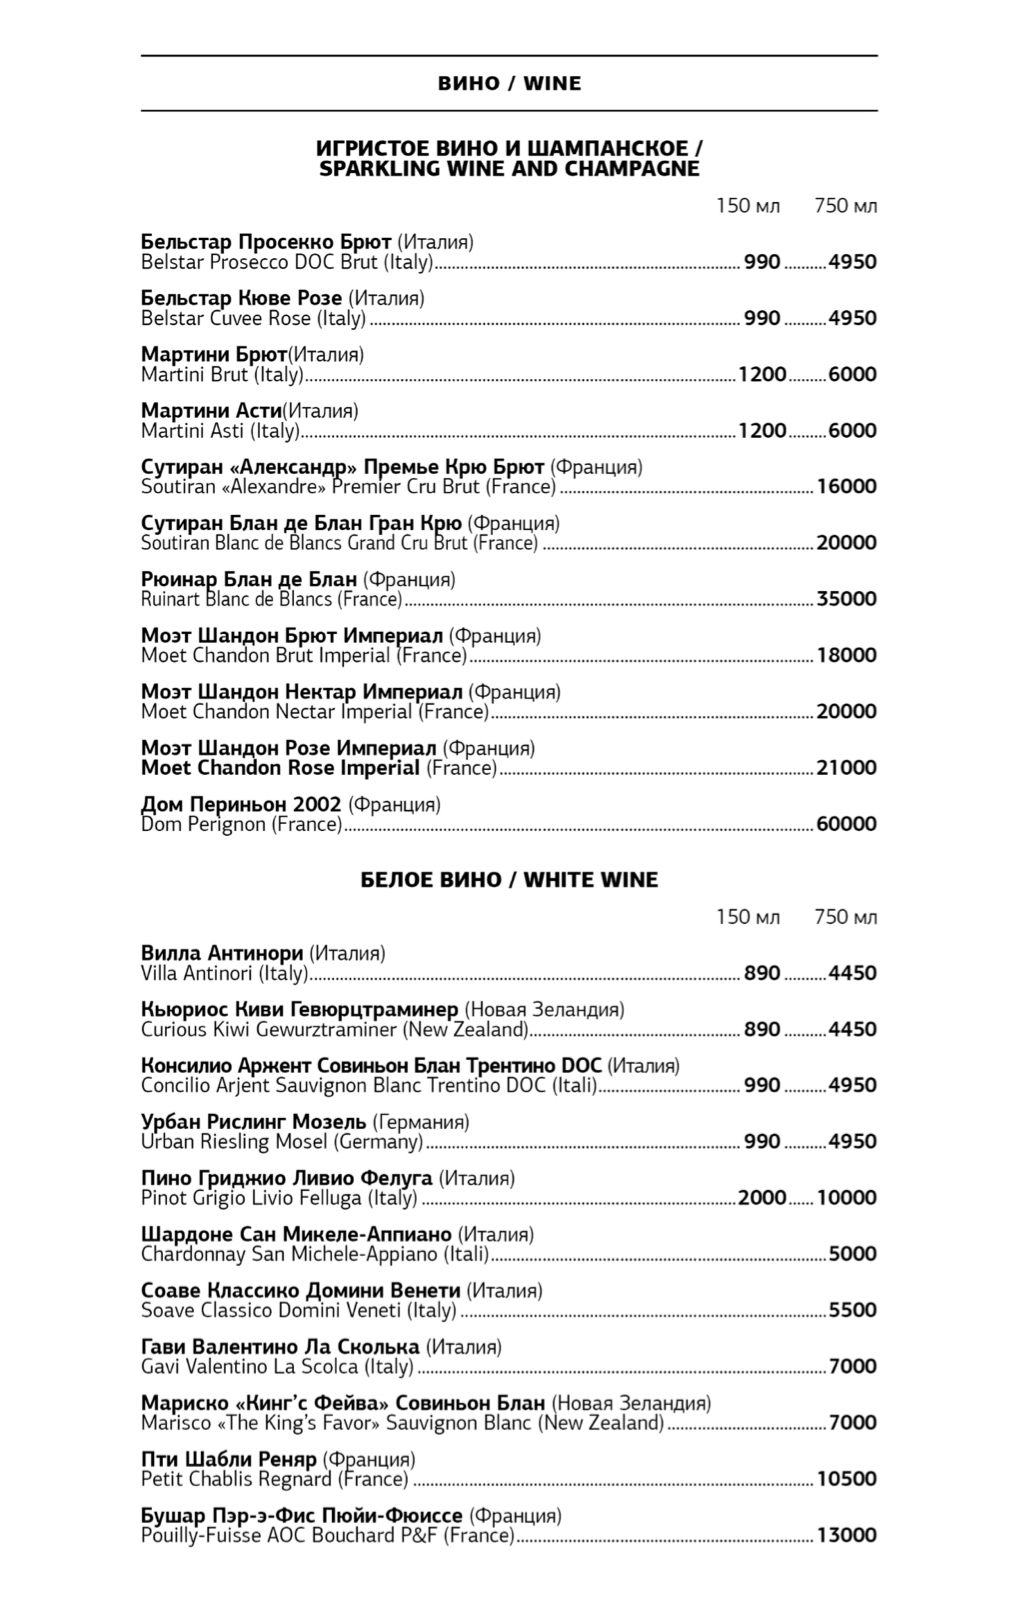 ВИНО / WINE
ИГРИСТОЕ ВИНО И ШАМПАНСКОЕ /
SPARKLING WINE AND CHAMPAGNE
150 мл 750 мл
Бельстар Просекко Брют (Италия)
Belstar Prosecco DOC Brut (Italy) 990 4950
Бельстар Кюве Розе (Италия)
Belstar Cuvee Rose (Italy) 990 4950
Мартини Брют(Италия)
Martini Brut (Italy) 1200 6000
Мартини Асти(Италия)
Martini Asti (Italy) 1200 6000
Сутиран «Александр» Премье Крю Брют (Франция)
Soutiran «Alexandre» Premier Cru Brut (France) 16000
Сутиран Блан де Блан Гран Крю (Франция)
Soutiran Blanc de Blancs Grand Cru Brut (France) 20000
Рюинар Блан де Блан (Франция)
Ruinart Blanc de Blancs (France) 35000
Моэт Шандон Брют Империал (Франция)
Moet Chandon Brut Imperial (France) 18000
Моэт Шандон Нектар Империал (Франция)
Moet Chandon Nectar Imperial (France) 20000
Моэт Шандон Розе Империал (Франция)
Moet Chandon Rose Imperial (France) 21000
Дом Периньон 2002 (Франция)
Dom Perignon (France) 60000
БЕЛОЕ ВИНО / WHITE WINE
150 мл 750 мл
Вилла Антинори (Италия)
Villa Antinori (Italy) 890 4450
Кьюриос Киви Гевюрцтраминер (Новая Зеландия)
Curious Kiwi Gewurztraminer (New Zealand) 890 4450
Консилио Аржент Совиньон Блан Трентино DOC (Италия)
Concilio Arjent Sauvignon Blanc Trentino DOC (Itali) 990 4950
Урбан Рислинг Мозель (Германия)
Urban Riesling Mosel (Germany) 990 4950
Пино Гриджио Ливио Фелуга (Италия)
Pinot Grigio Livio Felluga (Italy) 2000 10000
Шардоне Сан Микеле-Аппиано (Италия)
Chardonnay San Michele-Appiano (Itali) 5000
Соаве Классико Домини Венети (Италия)
Soave Classico Domini Veneti (Italy) 5500
Гави Валентино Ла Сколька (Италия)
Gavi Valentino La Scolca (Italy) 7000
Мариско «Кинг’с Фейва» Совиньон Блан (Новая Зеландия)
Marisco «The King’s Favor» Sauvignon Blanc (New Zealand) 7000
Пти Шабли Реняр (Франция)
Petit Chablis Regnard (France) 10500
Бушар Пэр-э-Фис Пюйи-Фюиссе (Франция)
Pouilly-Fuisse AOC Bouchard P&F (France) 13000